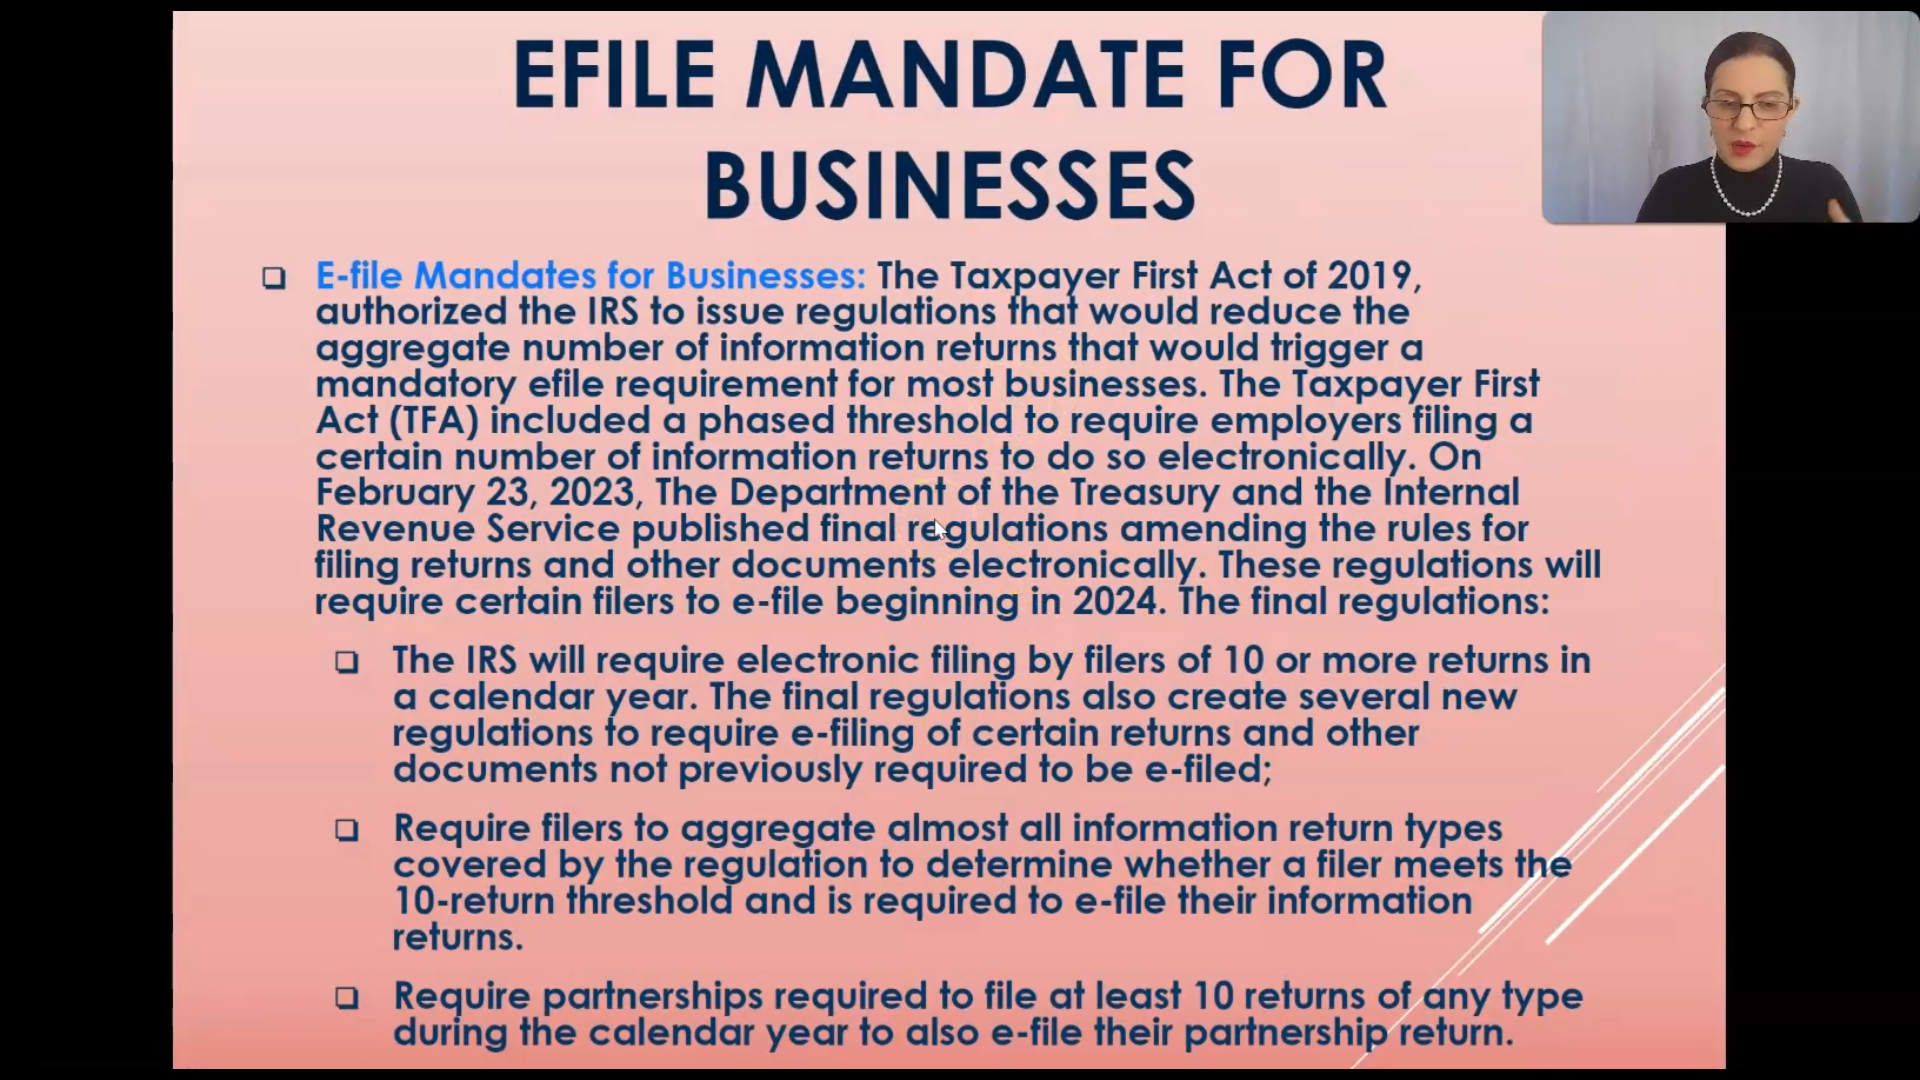 EFILE MANDATE FOR
BUSINESSES
E-file Mandates for Businesses: The Taxpayer First Act of 2019,
authorized the IRS to issue regulations that would reduce the
aggregate number of information returns that would trigger a
mandatory efile requirement for most businesses. The Taxpayer First
Act (TFA) included a phased threshold to require employers filing a
certain number of information returns to do so electronically. On
February 23, 2023, The Department of the Treasury and the Internal
Revenue Service published final regulations amending the rules for
filing returns and other documents electronically. These regulations will
require certain filers to e-file beginning in 2024. The final regulations:
The IRS will require electronic filing by filers of 10 or more returns in
a calendar year. The final regulations also create several new
regulations to require e-filing of certain returns and other
documents not previously required to be e-filed;
Require filers to aggregate almost all information return types
covered by the regulation to determine whether a filer meets the
10-return threshold and is required to e-file their information
returns.
Require partnerships required to file at least 10 returns of any type
during the calendar year to also e-file their partnership return.